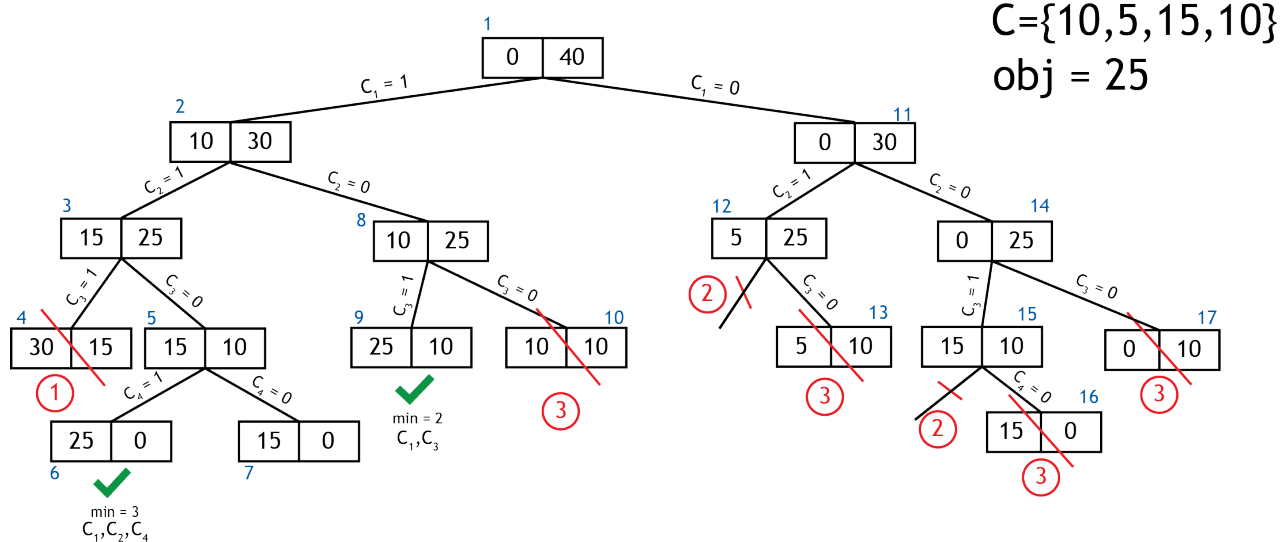 C={10,5,15,10}
obj = 25
1
0 40
C₁ = 1
C₁ = 0
2
10 30
11
0 30
C₂ = 1
C₂ = 0
C₂ = 1
C₂ = 0
3
15 25
8
10 25
12
5 25
14
0 25
C₃ = 1
C₃ = 0
C₃ = 1
C₃ = 0
2
C₃ = 0
C₃ = 1
C₃ = 0
4
30 15
1
5
15 10
9
25 10
10
10 10
3
13
5 10
3
15
15 10
17
0 10
3
C₄ = 1
C₄ = 0
min = 2
C₁,C₃
2
C₄ = 0
16
15 0
3
25 0
6
15 0
7
min = 3
C₁,C₂,C₄